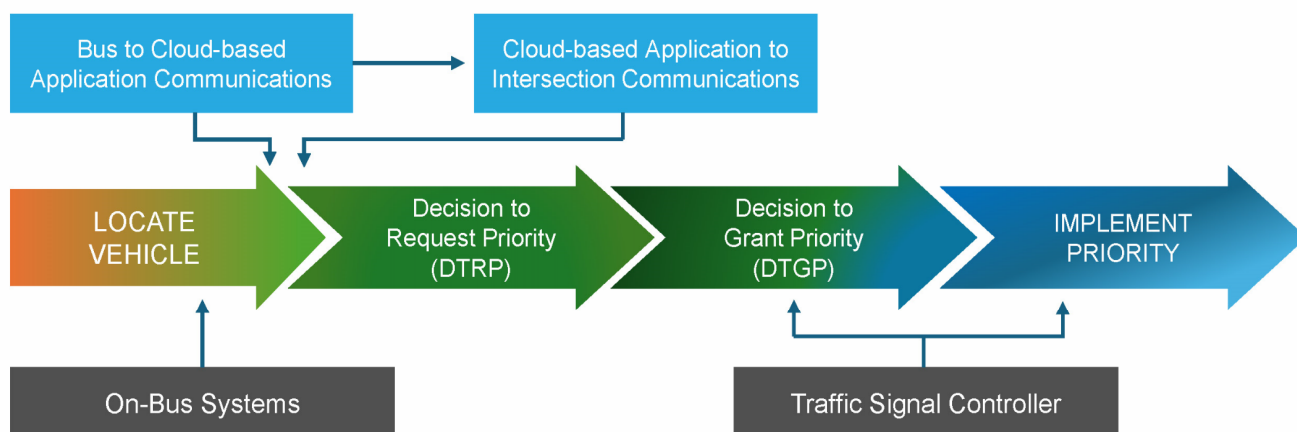 Bus to Cloud-based
Application Communications
Cloud-based Application to
Intersection Communications
LOCATE
VEHICLE
Decision to
Request Priority
(DTRP)
Decision to
Grant Priority
(DTGP)
IMPLEMENT
PRIORITY
On-Bus Systems
Traffic Signal Controller